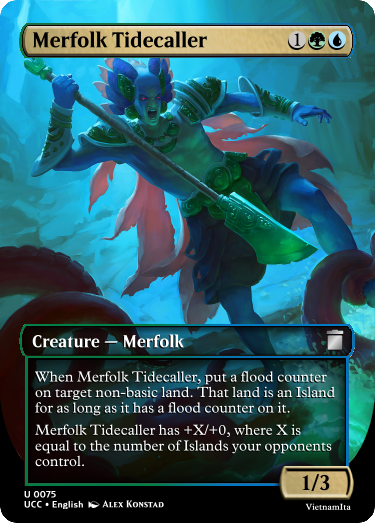 Merfolk Tidecaller 1
Creature — Merfolk
When Merfolk Tidecaller, put a flood counter
on target non-basic land. That land is an Island
for as long as it has a flood counter on it.
Merfolk Tidecaller has +X/+0, where X is
equal to the number of Islands your opponents
control.
1/3
U 0075
UCC • English ALEX KONSTAD
VietnamIta